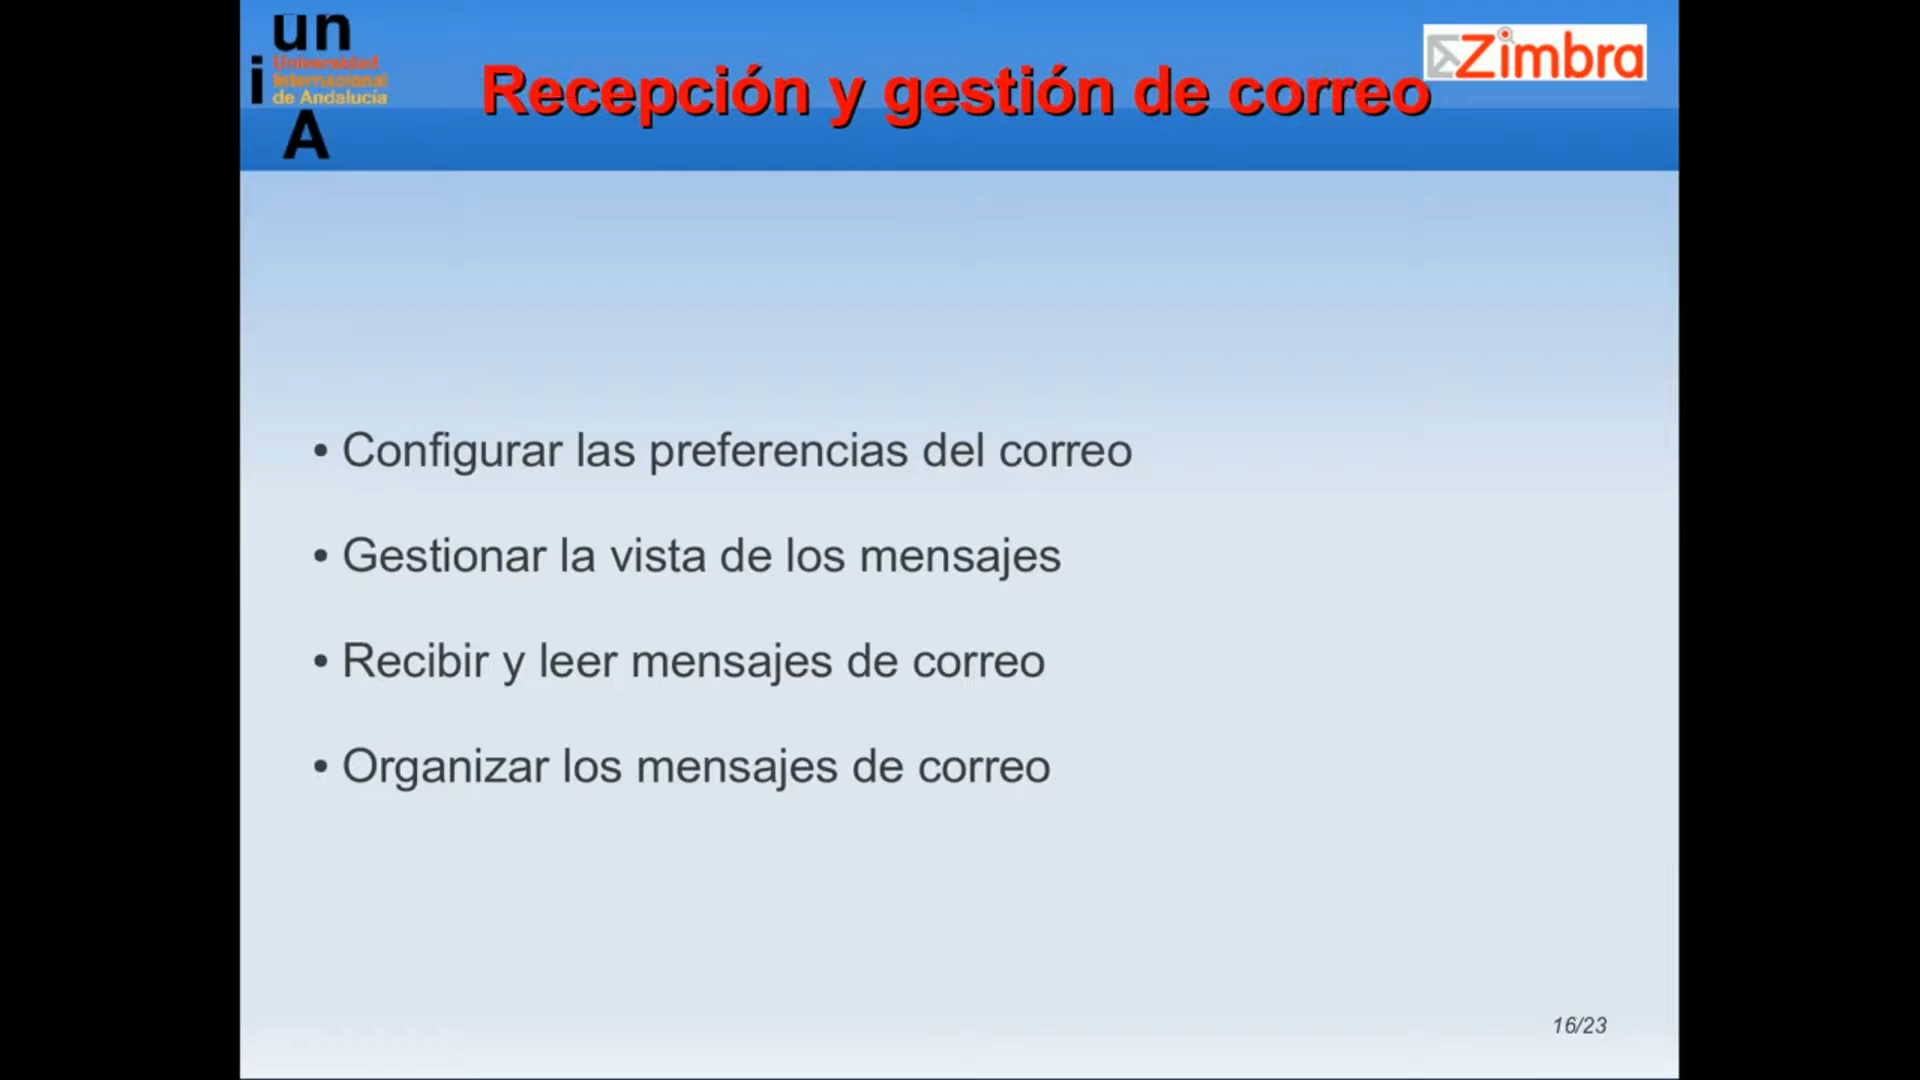 un
i
Universidad
Internacional
de Andalucía
A
Zimbra
Recepción y gestión de correo
• Configurar las preferencias del correo
• Gestionar la vista de los mensajes
• Recibir y leer mensajes de correo
• Organizar los mensajes de correo
16/23